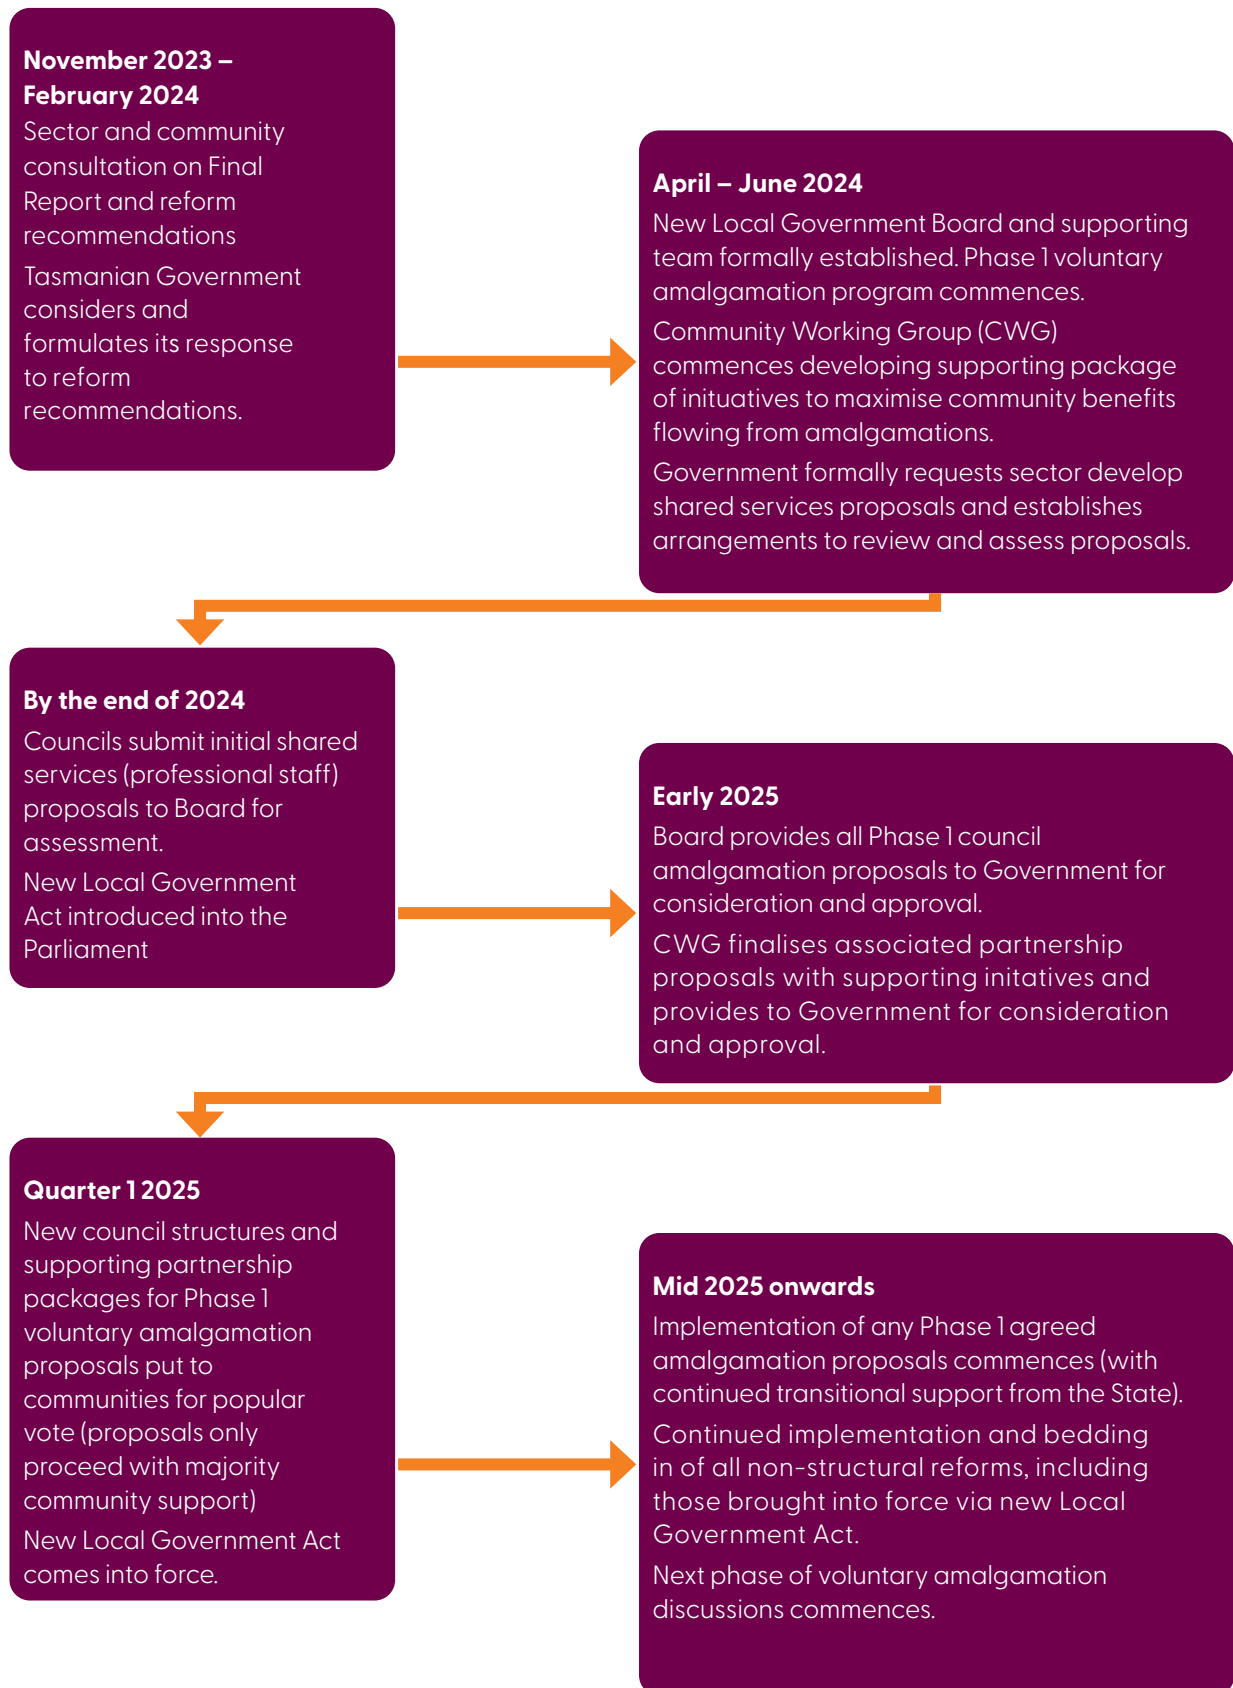 November 2023 –
February 2024
Sector and community
consultation on Final
Report and reform
recommendations
Tasmanian Government
considers and
formulates its response
to reform
recommendations.
April – June 2024
New Local Government Board and supporting
team formally established. Phase 1 voluntary
amalgamation program commences.
Community Working Group (CWG)
commences developing supporting package
of inituatives to maximise community benefits
flowing from amalgamations.
Government formally requests sector develop
shared services proposals and establishes
arrangements to review and assess proposals.
By the end of 2024
Councils submit initial shared
services (professional staff)
proposals to Board for
assessment.
New Local Government
Act introduced into the
Parliament
Early 2025
Board provides all Phase 1 council
amalgamation proposals to Government for
consideration and approval.
CWG finalises associated partnership
proposals with supporting initatives and
provides to Government for consideration
and approval.
Quarter 1 2025
New council structures and
supporting partnership
packages for Phase 1
voluntary amalgamation
proposals put to
communities for popular
vote (proposals only
proceed with majority
community support)
New Local Government Act
comes into force.
Mid 2025 onwards
Implementation of any Phase 1 agreed
amalgamation proposals commences (with
continued transitional support from the State).
Continued implementation and bedding
in of all non-structural reforms, including
those brought into force via new Local
Government Act.
Next phase of voluntary amalgamation
discussions commences.